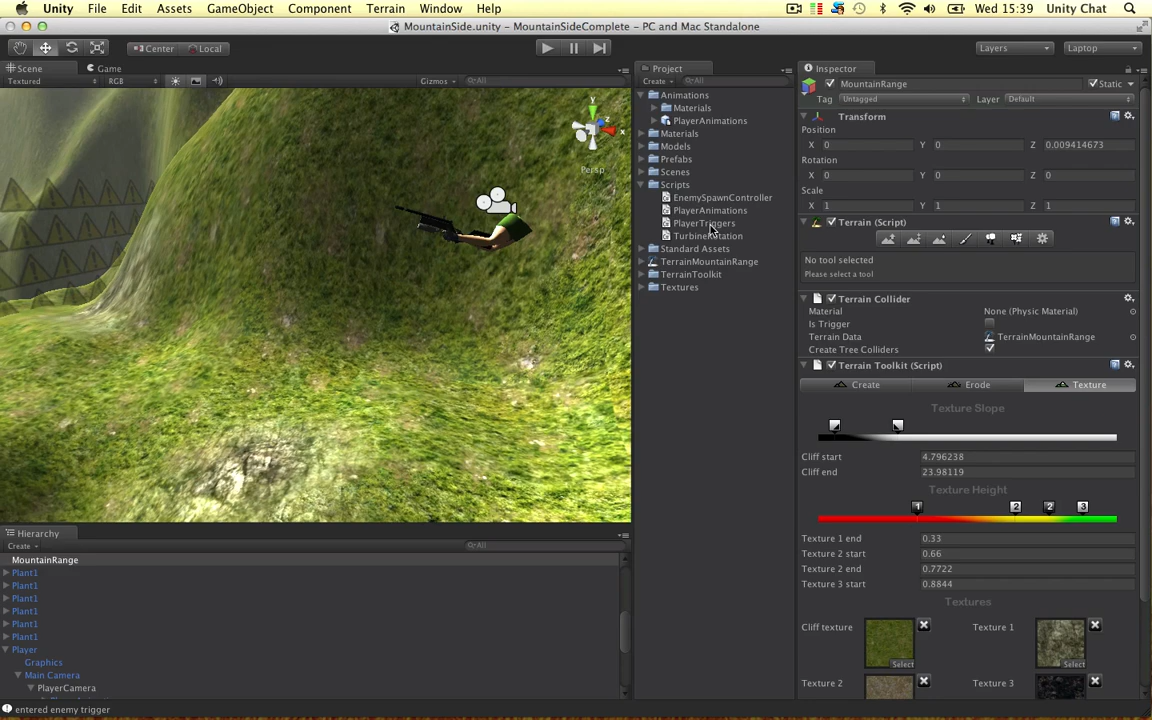 Unity File Edit Assets GameObject Component Terrain Window Help Wed 15:39 Unity Chat
MountainSide.unity – MountainSideComplete – PC and Mac Standalone
Center Local Layers Laptop
Scene Game Project Inspector
Textured RGB Gizmos All Create All
MountainRange Static
Tag Untagged Layer Default
Transform
Position
X 0 Y 0 Z 0.009414673
Rotation
X 0 Y 0 Z 0
Scale
X 1 Y 1 Z 1
Terrain (Script)
No tool selected
Please select a tool
Terrain Collider
Material None (Physic Material)
Is Trigger
Terrain Data TerrainMountainRange
Create Tree Colliders
Terrain Toolkit (Script)
Create Erode Texture
Texture Slope
Cliff start 4.796238
Cliff end 23.98119
Texture Height
1 2 2 3
Texture 1 end 0.33
Texture 2 start 0.66
Texture 2 end 0.7722
Texture 3 start 0.8844
Textures
Cliff texture Select Texture 1 Select
Texture 2 Texture 3
Animations
Materials
PlayerAnimations
Materials
Models
Prefabs
Scenes
Scripts
EnemySpawnController
PlayerAnimations
PlayerTriggers
TurbineRotation
Standard Assets
TerrainMountainRange
TerrainToolkit
Textures
y
z
x
Persp
Hierarchy
Create All
MountainRange
Plant1
Plant1
Plant1
Plant1
Plant1
Plant1
Player
Graphics
Main Camera
PlayerCamera
entered enemy trigger